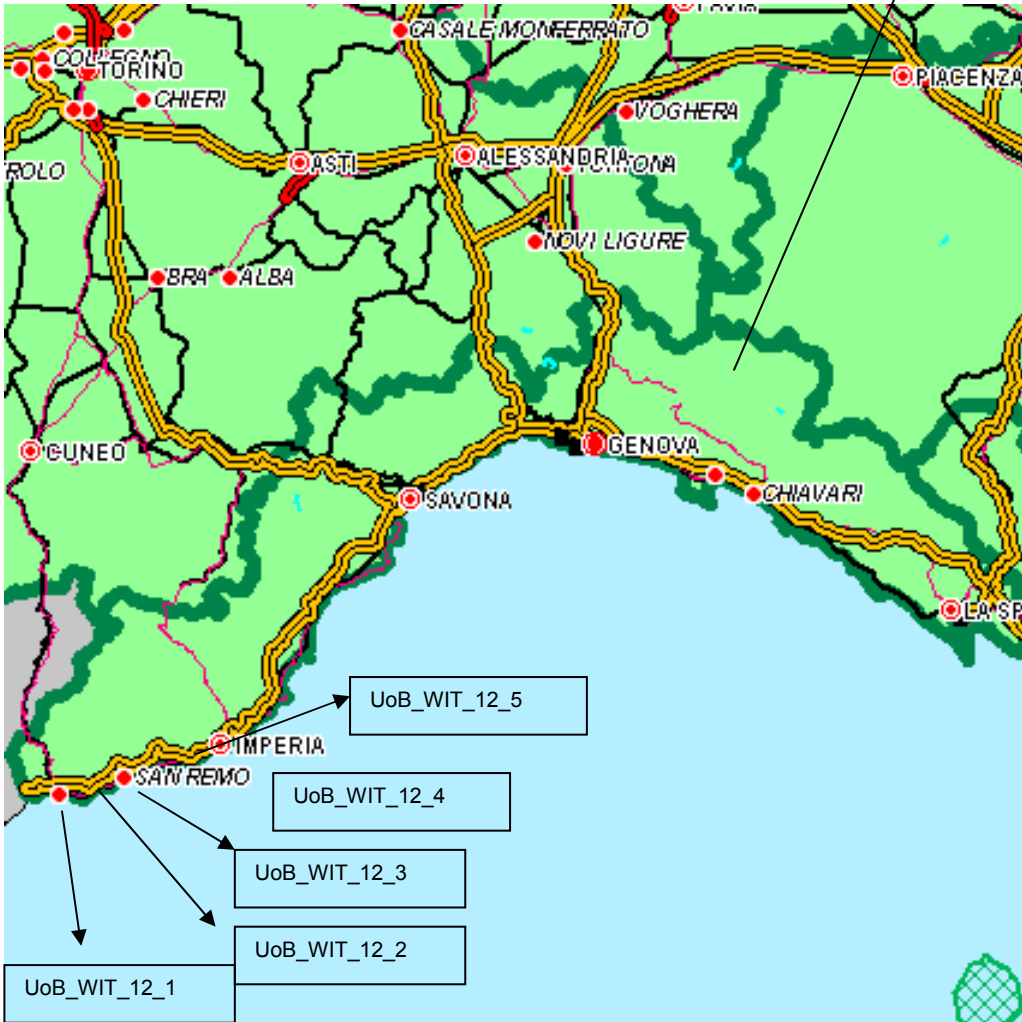 CASALE MONFERRATO
COLLEGNO
TORINO
PIACENZA
CHIERI
VOGHERA
ASTI
ALESSANDRIA
TORTONA
ROLO
NOVI LIGURE
BRA
ALBA
CUNEO
GENOVA
SAVONA
CHIAVARI
LA SP
UoB_WIT_12_5
IMPERIA
SAN REMO
UoB_WIT_12_4
UoB_WIT_12_3
UoB_WIT_12_2
UoB_WIT_12_1